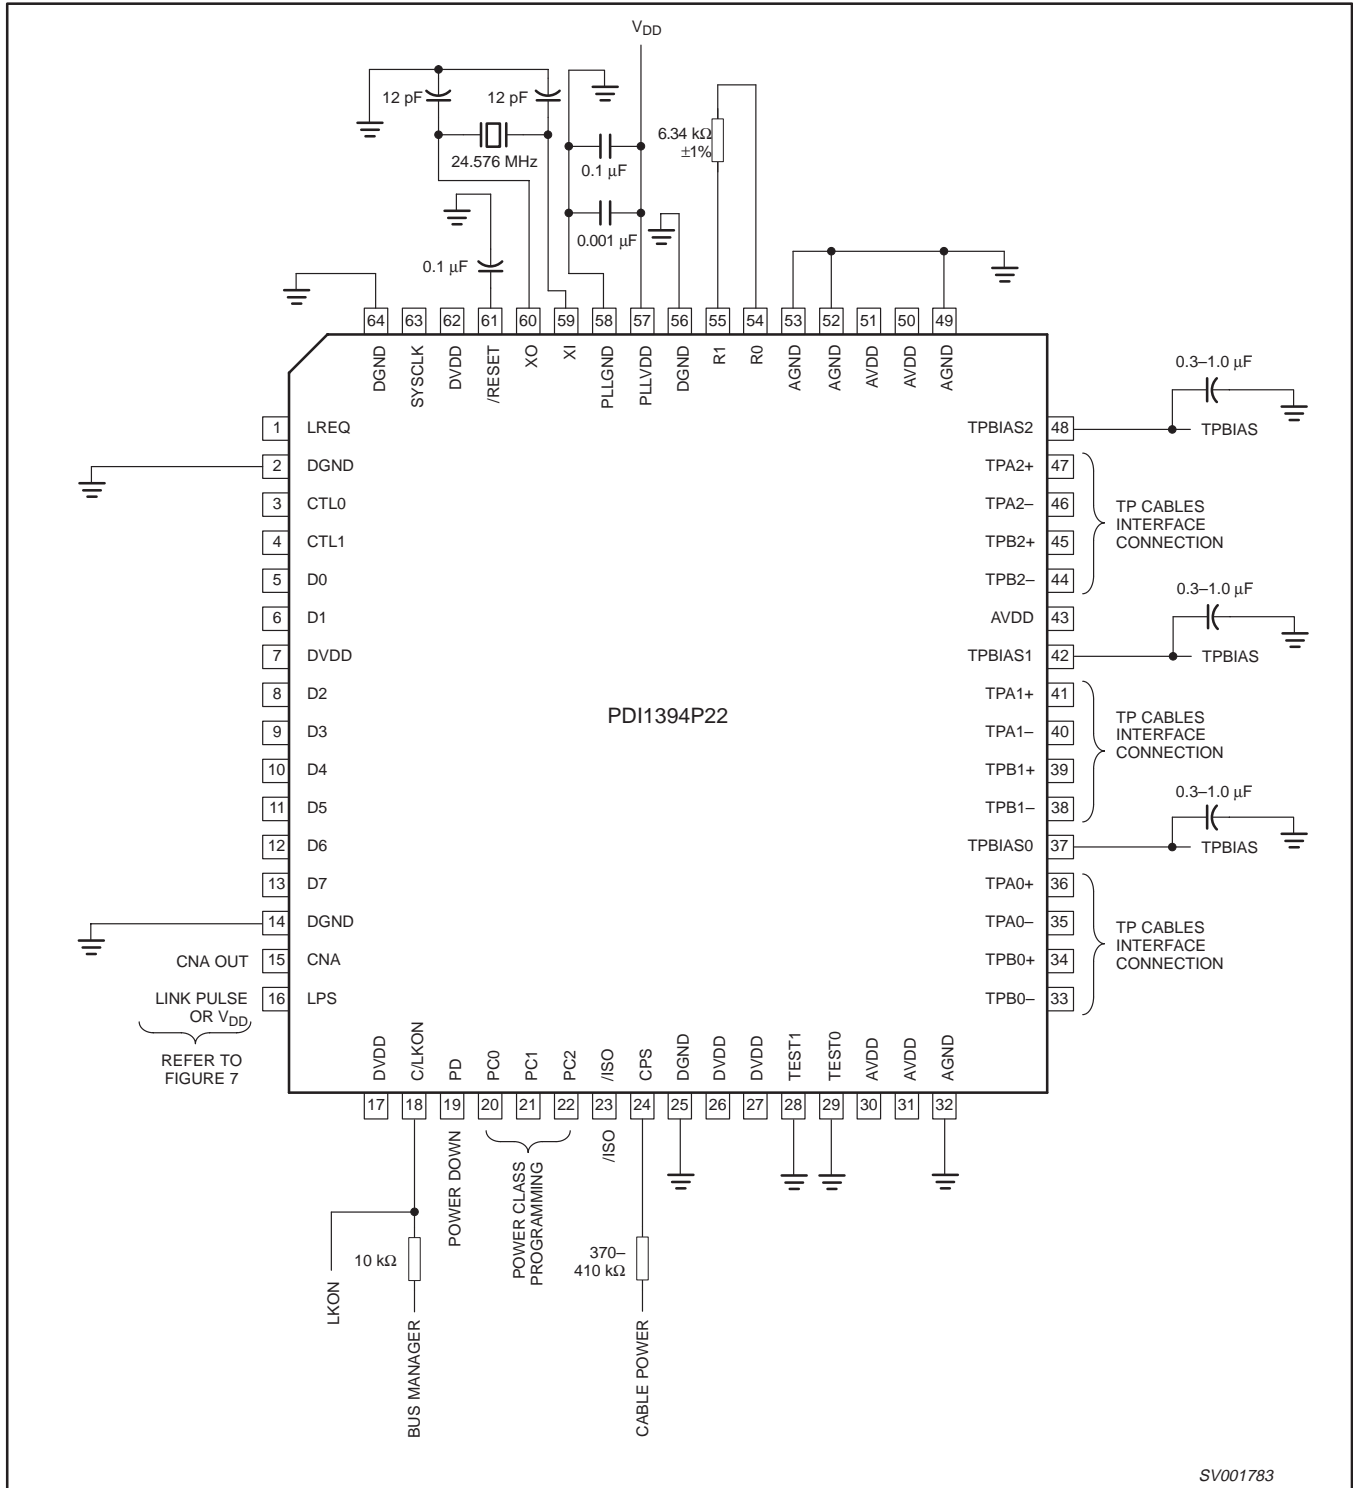 VDD
12 pF
12 pF
24.576 MHz
0.1 µF
0.001 µF
6.34 kΩ
±1%
0.1 µF
64
63
62
61
60
59
58
57
56
55
54
53
52
51
50
49
DGND
SYSCLK
DVDD
/RESET
XO
XI
PLLGND
PLLVDD
DGND
R1
R0
AGND
AGND
AVDD
AVDD
AGND
1 LREQ
2 DGND
3 CTL0
4 CTL1
5 D0
6 D1
7 DVDD
8 D2
9 D3
10 D4
11 D5
12 D6
13 D7
14 DGND
CNA OUT 15 CNA
LINK PULSE
OR VDD
16 LPS
REFER TO
FIGURE 7
PDI1394P22
0.3–1.0 µF
TPBIAS2 48 TPBIAS
TPA2+ 47
TPA2– 46
TPB2+ 45
TPB2– 44
TP CABLES
INTERFACE
CONNECTION
AVDD 43
0.3–1.0 µF
TPBIAS1 42 TPBIAS
TPA1+ 41
TPA1– 40
TPB1+ 39
TPB1– 38
TP CABLES
INTERFACE
CONNECTION
0.3–1.0 µF
TPBIAS0 37 TPBIAS
TPA0+ 36
TPA0– 35
TPB0+ 34
TPB0– 33
TP CABLES
INTERFACE
CONNECTION
DVDD
C/LKON
PD
PC0
PC1
PC2
/ISO
CPS
DGND
DVDD
DVDD
TEST1
TEST0
AVDD
AVDD
AGND
17
18
19
20
21
22
23
24
25
26
27
28
29
30
31
32
LKON
10 kΩ
BUS MANAGER
POWER DOWN
POWER CLASS
PROGRAMMING
/ISO
370–
410 kΩ
CABLE POWER
SV001783